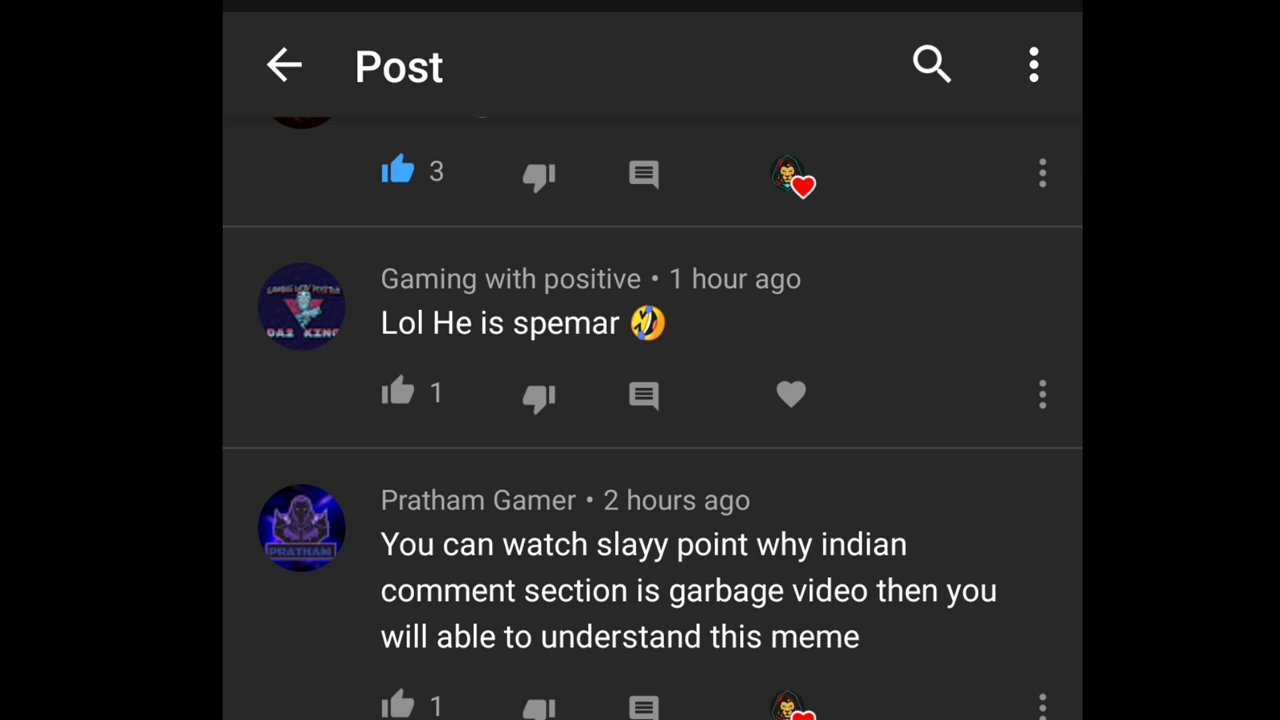 Post
3
Gaming with positive • 1 hour ago
Lol He is spemar 🤣
1
Pratham Gamer • 2 hours ago
PRATHAM
You can watch slayy point why indian
comment section is garbage video then you
will able to understand this meme
1